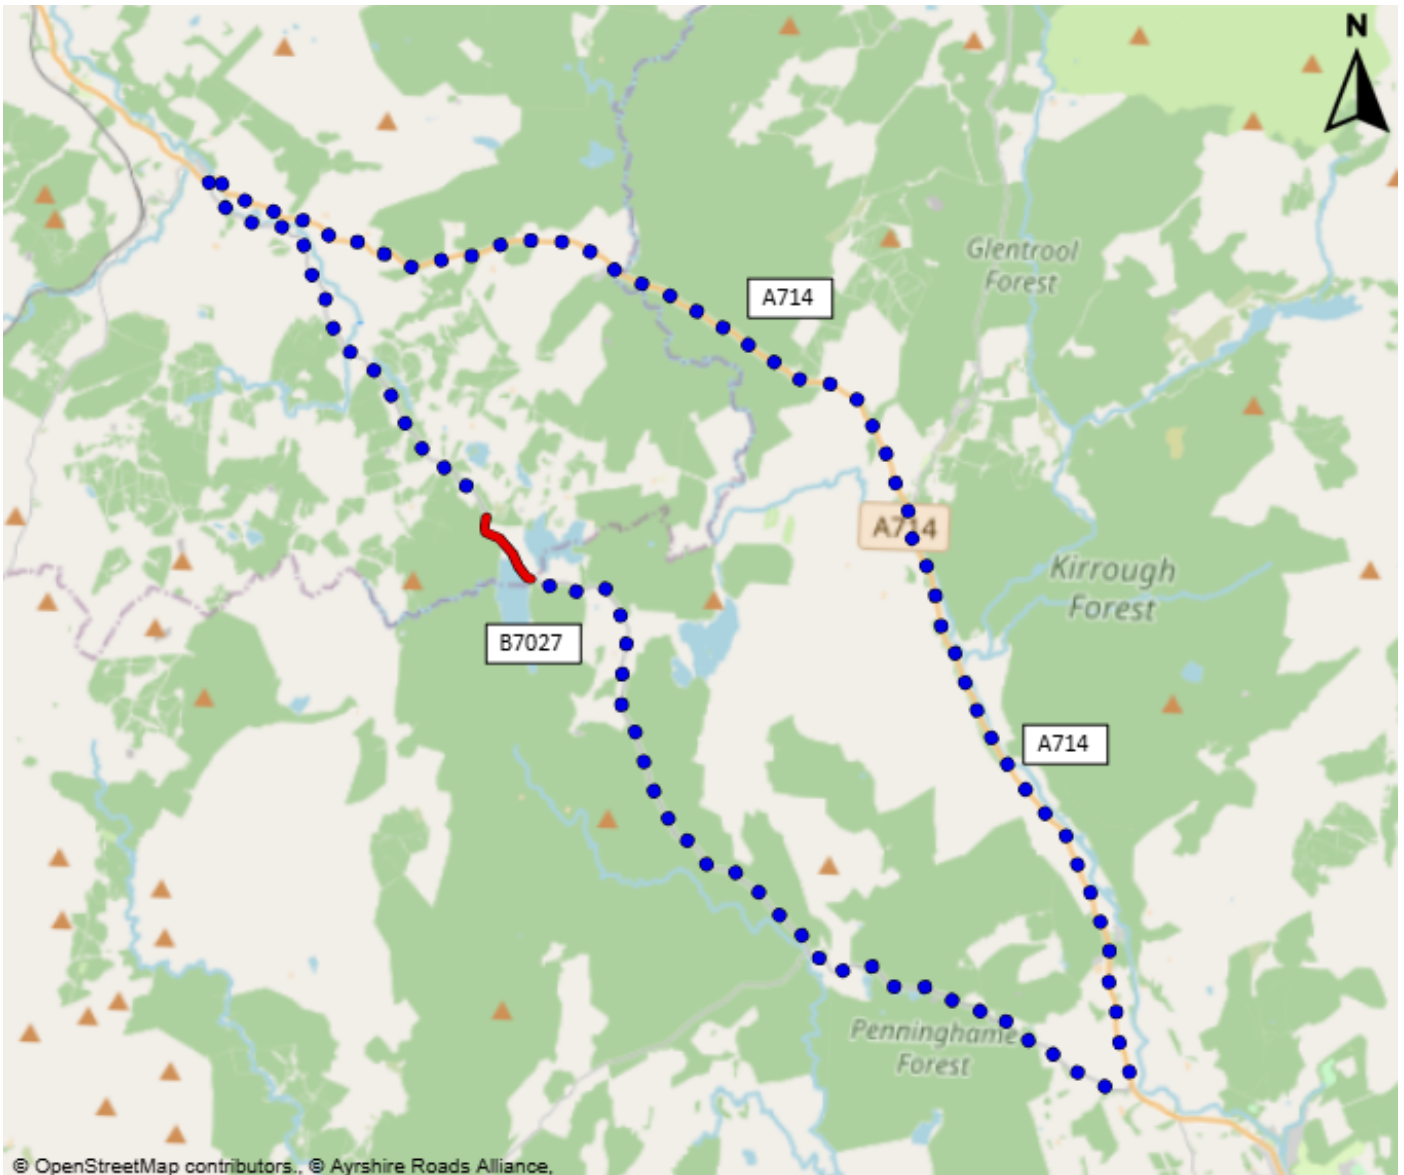 N
Glentrool
Forest
A714
A714
Kirrough
Forest
B7027
A714
Penninghame
Forest
© OpenStreetMap contributors., © Ayrshire Roads Alliance,